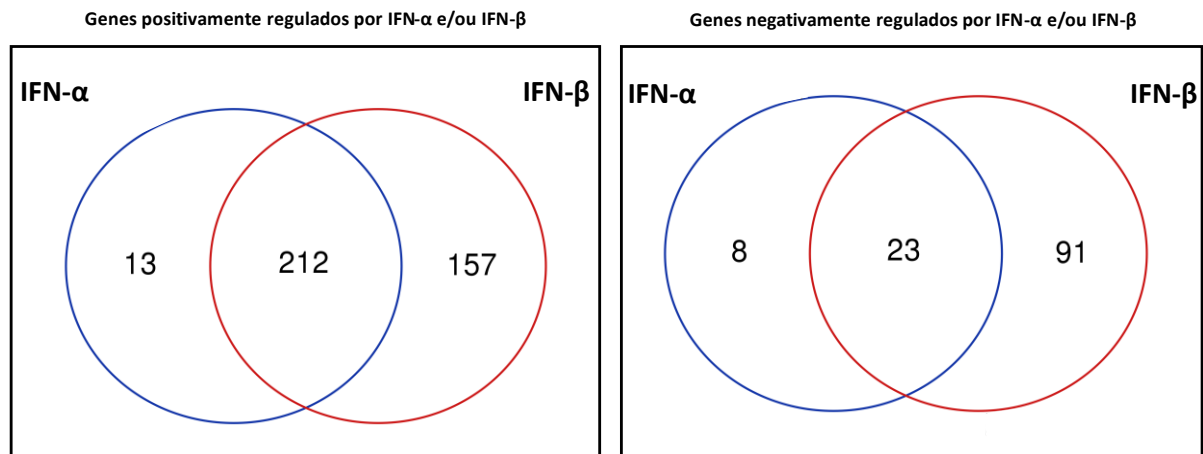 Genes positivamente regulados por IFN-α e/ou IFN-β
IFN-α
IFN-β
13
212
157
Genes negativamente regulados por IFN-α e/ou IFN-β
IFN-α
IFN-β
8
23
91